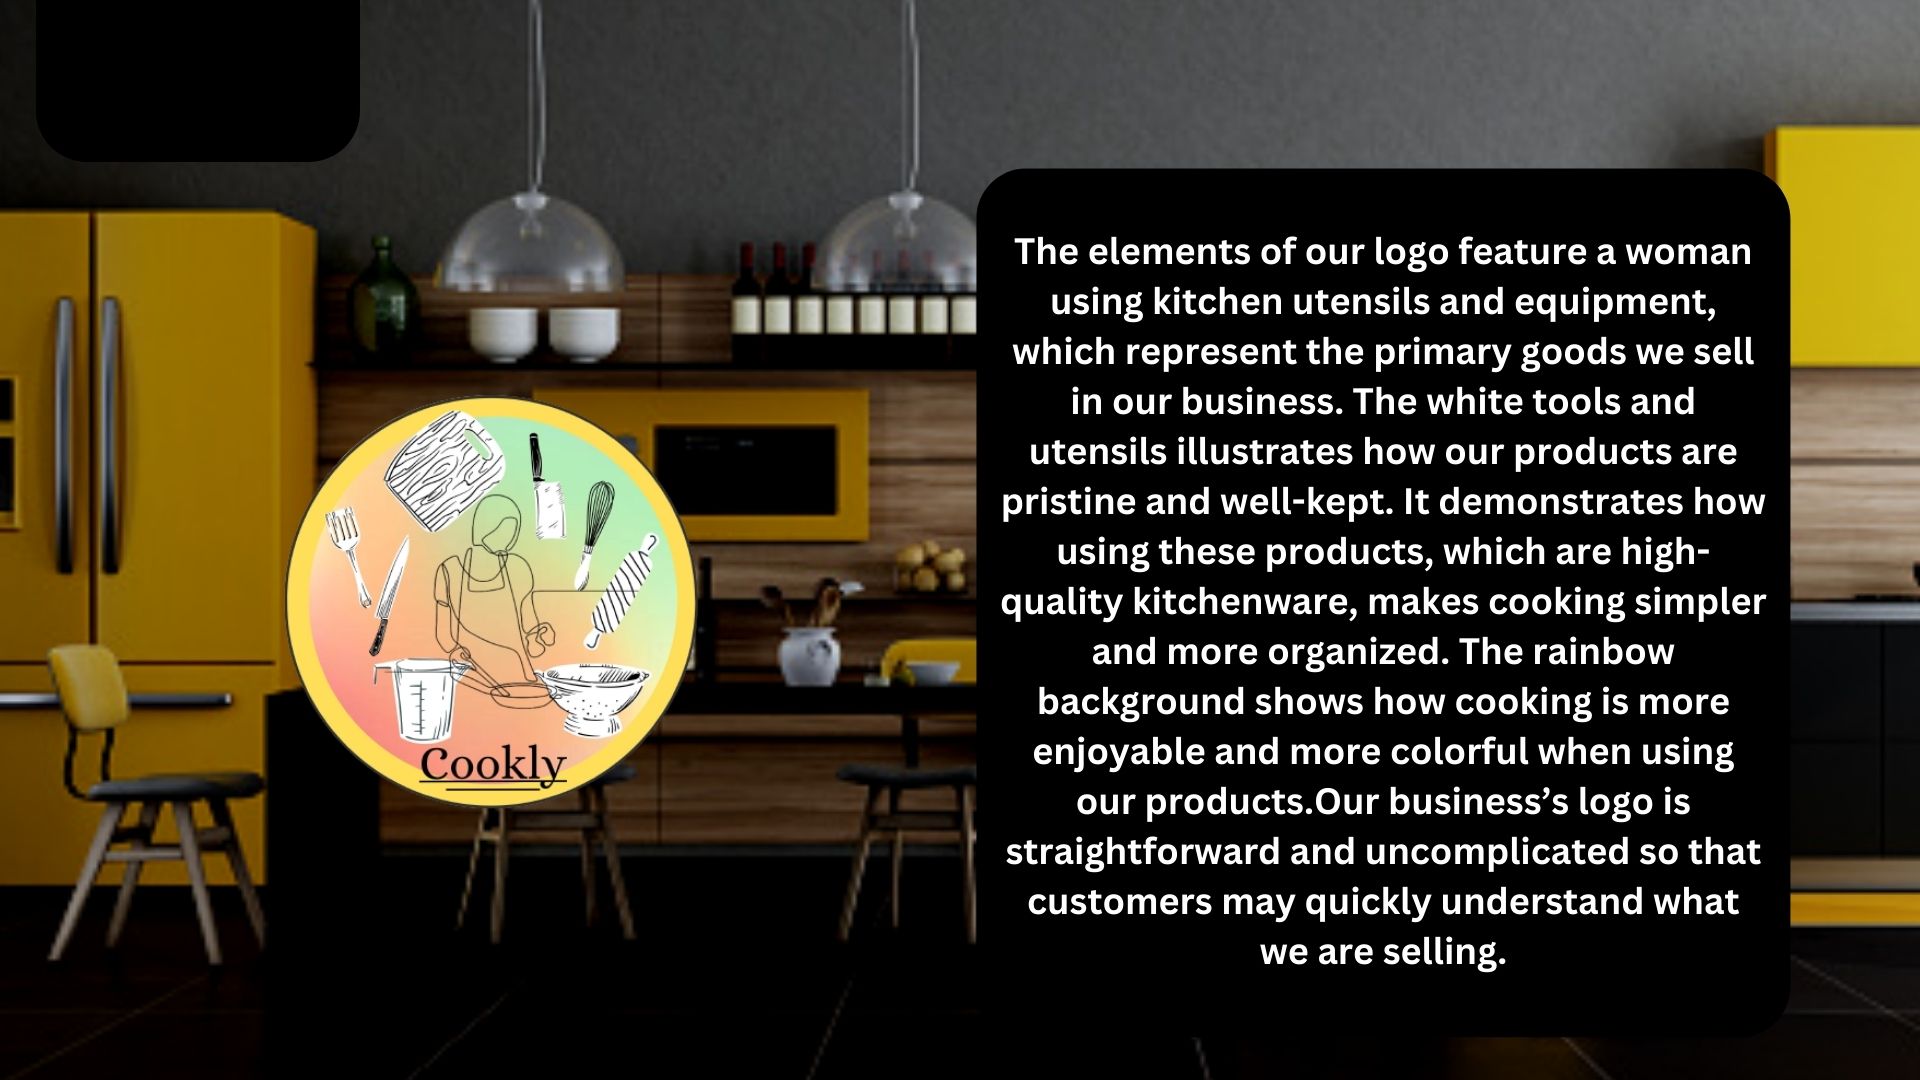 The elements of our logo feature a woman
using kitchen utensils and equipment,
which represent the primary goods we sell
in our business. The white tools and
utensils illustrates how our products are
pristine and well-kept. It demonstrates how
using these products, which are high-
quality kitchenware, makes cooking simpler
and more organized. The rainbow
background shows how cooking is more
enjoyable and more colorful when using
our products.Our business’s logo is
straightforward and uncomplicated so that
customers may quickly understand what
we are selling.
Cookly